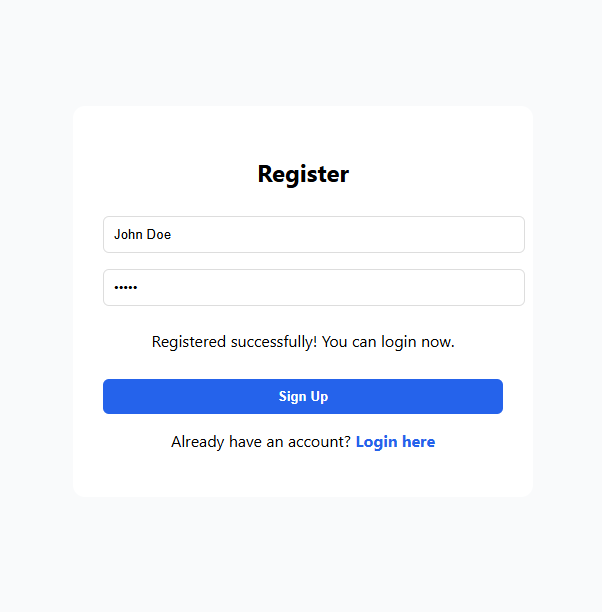 Register
John Doe
•••••
Registered successfully! You can login now.
Sign Up
Already have an account? Login here